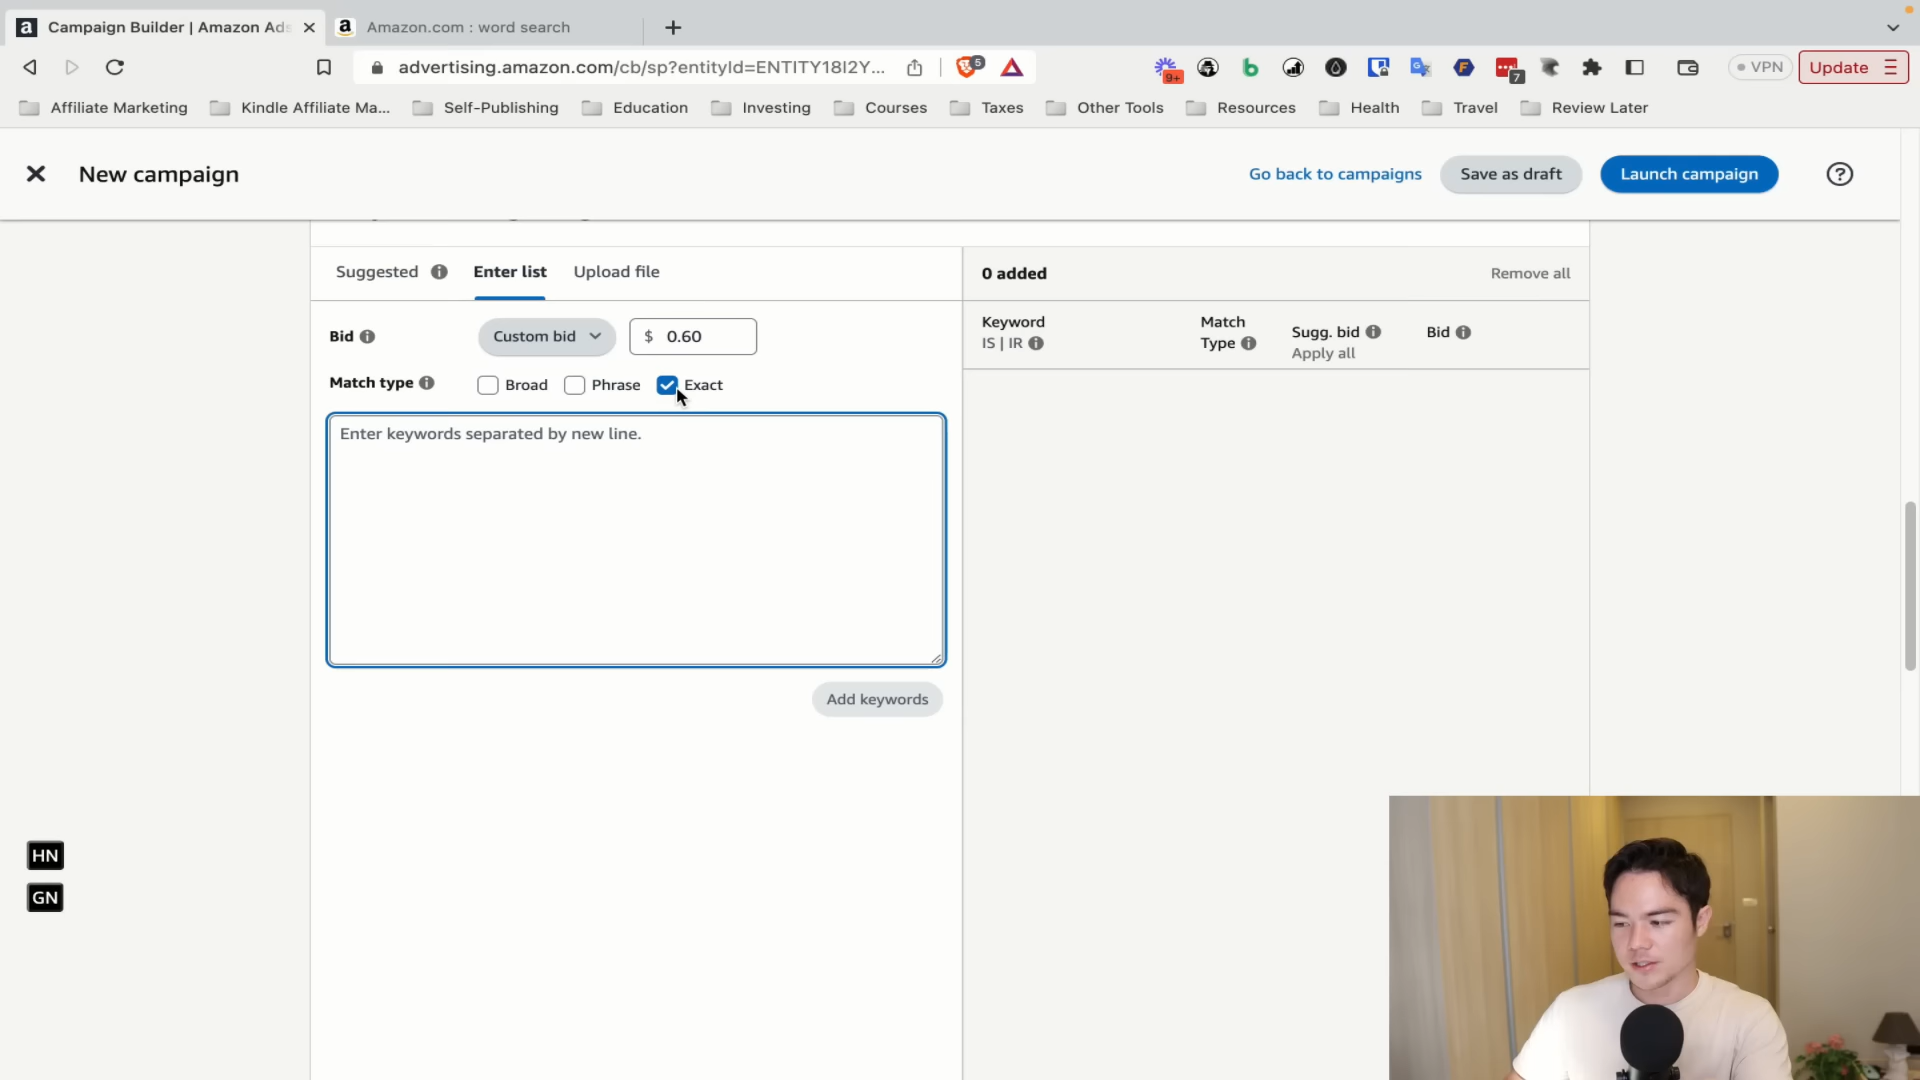 Campaign Builder | Amazon Ads
Amazon.com : word search
advertising.amazon.com/cb/sp?entityId=ENTITY18I2Y...
5
9+
7
VPN
Update
Affiliate Marketing
Kindle Affiliate Ma...
Self-Publishing
Education
Investing
Courses
Taxes
Other Tools
Resources
Health
Travel
Review Later
New campaign
Go back to campaigns
Save as draft
Launch campaign
Suggested
Enter list
Upload file
0 added
Remove all
Bid
Custom bid
$ 0.60
Keyword
IS | IR
Match
Type
Sugg. bid
Apply all
Bid
Match type
Broad
Phrase
Exact
Enter keywords separated by new line.
Add keywords
HN
GN